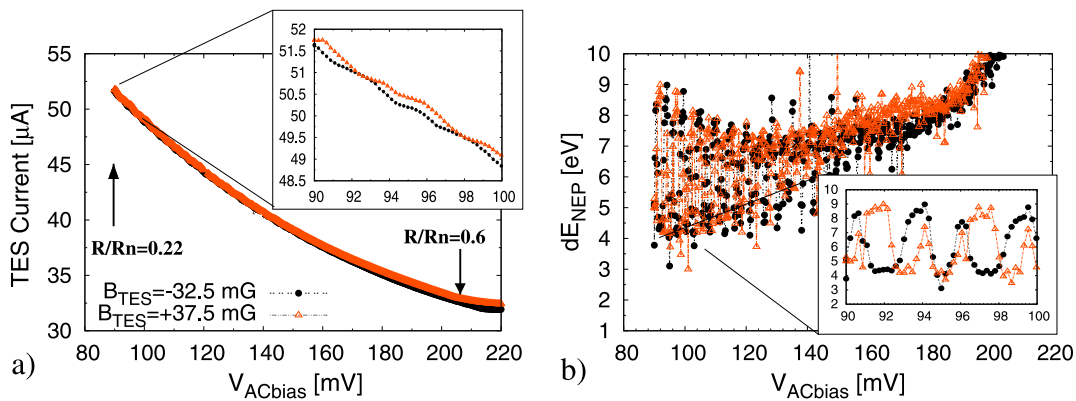 55
50
45
40
35
30
TES Current [μA]
80 100 120 140 160 180 200 220
V_ACbias [mV]
R/Rn=0.22
R/Rn=0.6
B_TES=-32.5 mG
B_TES=+37.5 mG
52
51.5
51
50.5
50
49.5
49
48.5
90 92 94 96 98 100
a)
10
9
8
7
6
5
4
3
2
1
dE_NEP [eV]
80 100 120 140 160 180 200 220
V_ACbias [mV]
10
9
8
7
6
5
4
3
2
90 92 94 96 98 100
b)